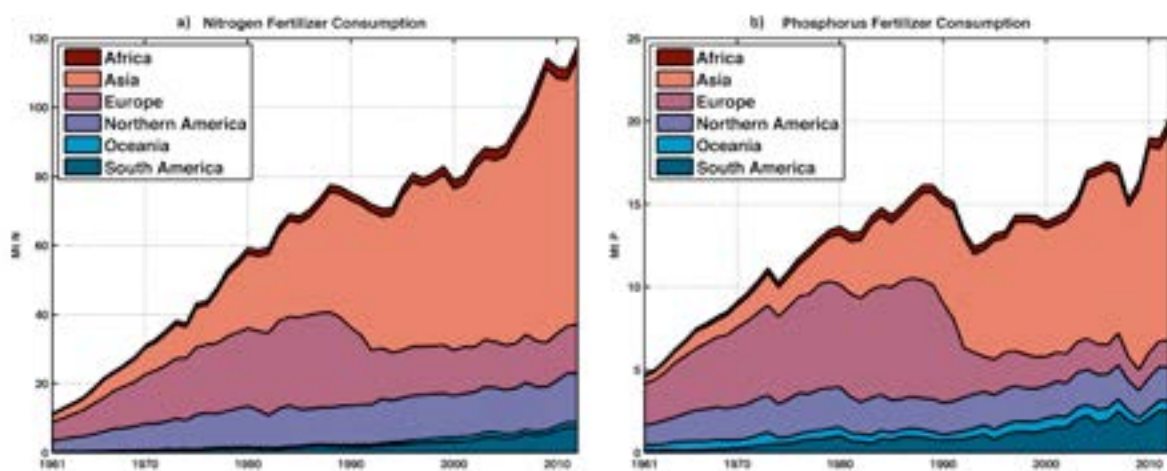 a) Nitrogen Fertilizer Consumption
120
100
80
60
40
20
0
Mt N
Africa
Asia
Europe
Northern America
Oceania
South America
1961 1970 1980 1990 2000 2010
b) Phosphorus Fertilizer Consumption
25
20
15
10
5
0
Mt P
Africa
Asia
Europe
Northern America
Oceania
South America
1961 1970 1980 1990 2000 2010